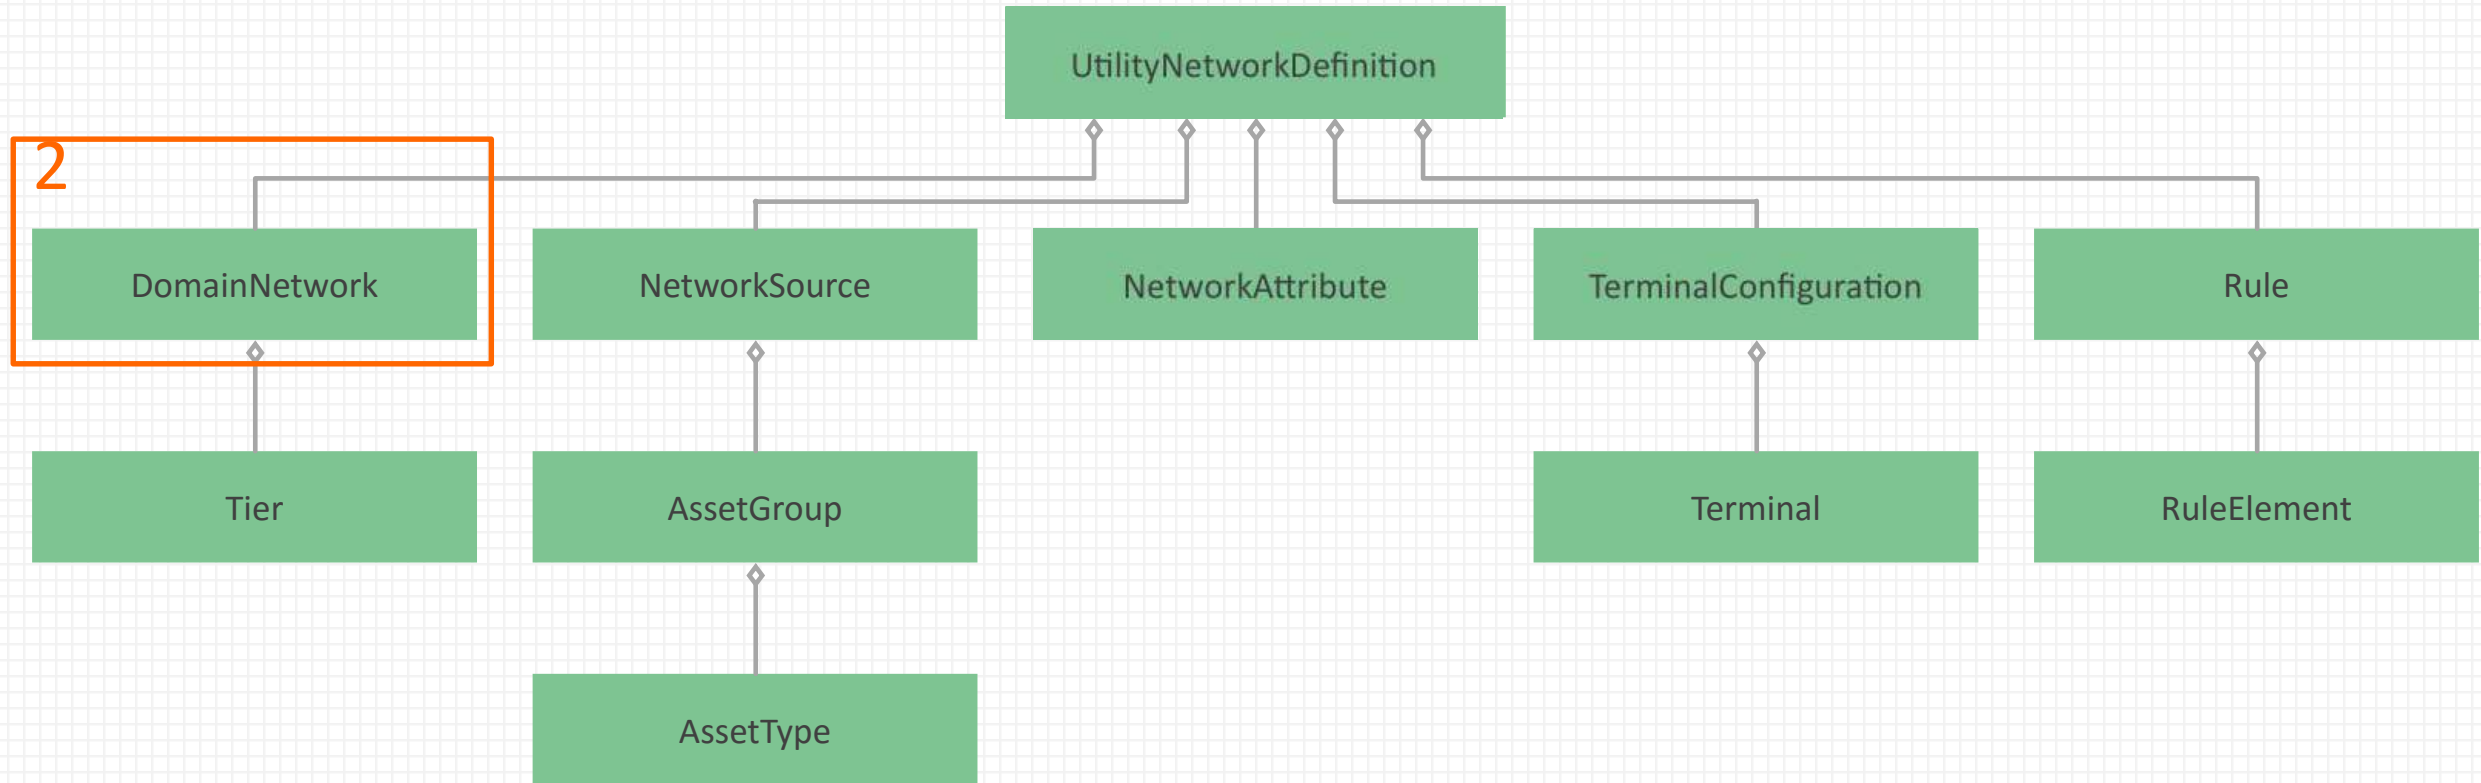 UtilityNetworkDefinition
2
DomainNetwork
NetworkSource
NetworkAttribute
TerminalConfiguration
Rule
Tier
AssetGroup
Terminal
RuleElement
AssetType